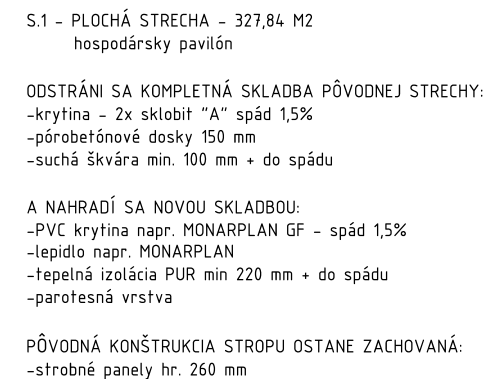 S.1 - PLOCHÁ STRECHA - 327,84 M2
hospodársky pavilón
ODSTRÁNI SA KOMPLETNÁ SKLADBA PÔVODNEJ STRECHY:
-krytina - 2x sklobit "A" spád 1,5%
-pórobetónové dosky 150 mm
-suchá škvára min. 100 mm + do spádu
A NAHRADÍ SA NOVOU SKLADBOU:
-PVC krytina napr. MONARPLAN GF - spád 1,5%
-lepidlo napr. MONARPLAN
-tepelná izolácia PUR min 220 mm + do spádu
-parotesná vrstva
PÔVODNÁ KONŠTRUKCIA STROPU OSTANE ZACHOVANÁ:
-strobné panely hr. 260 mm